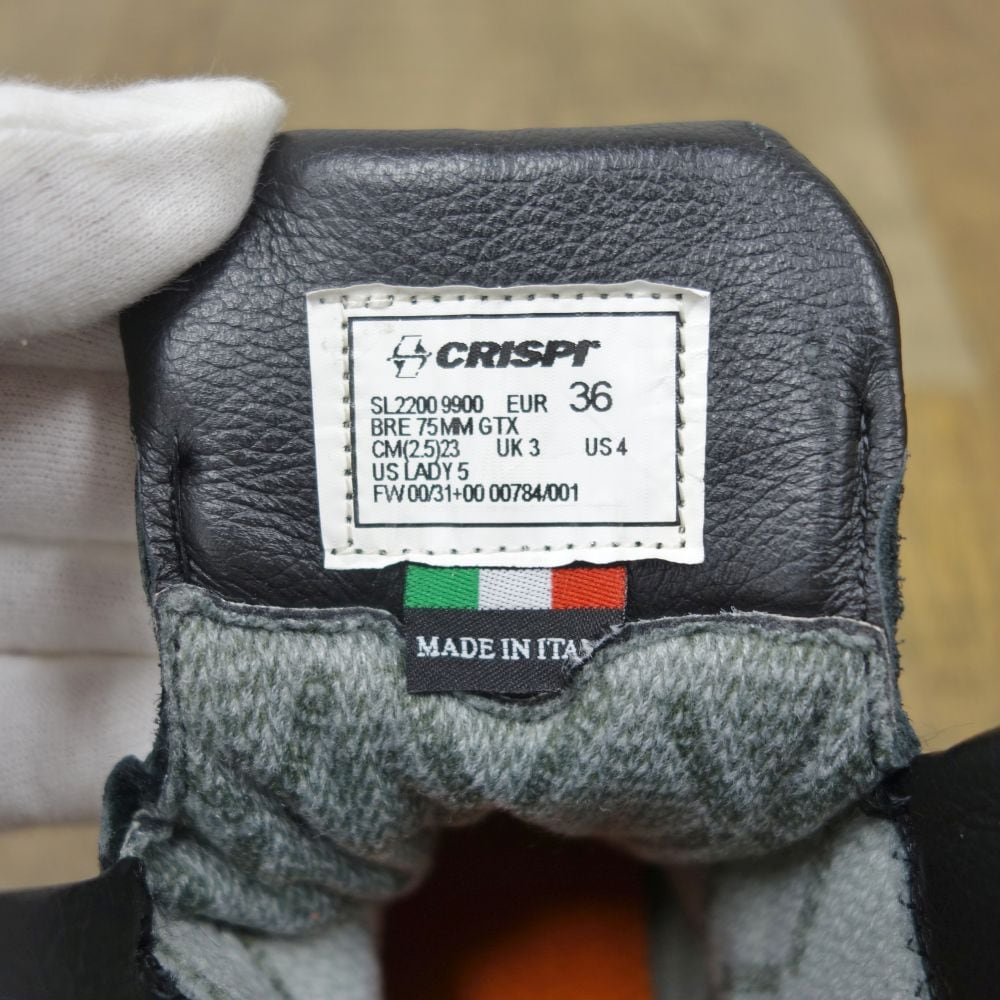 CRISPI
SL2200 9900 EUR 36
BRE 75MM GTX
CM(2.5)23 UK 3 US 4
US LADY 5
FW 00/31+00 00784/001
MADE IN ITA